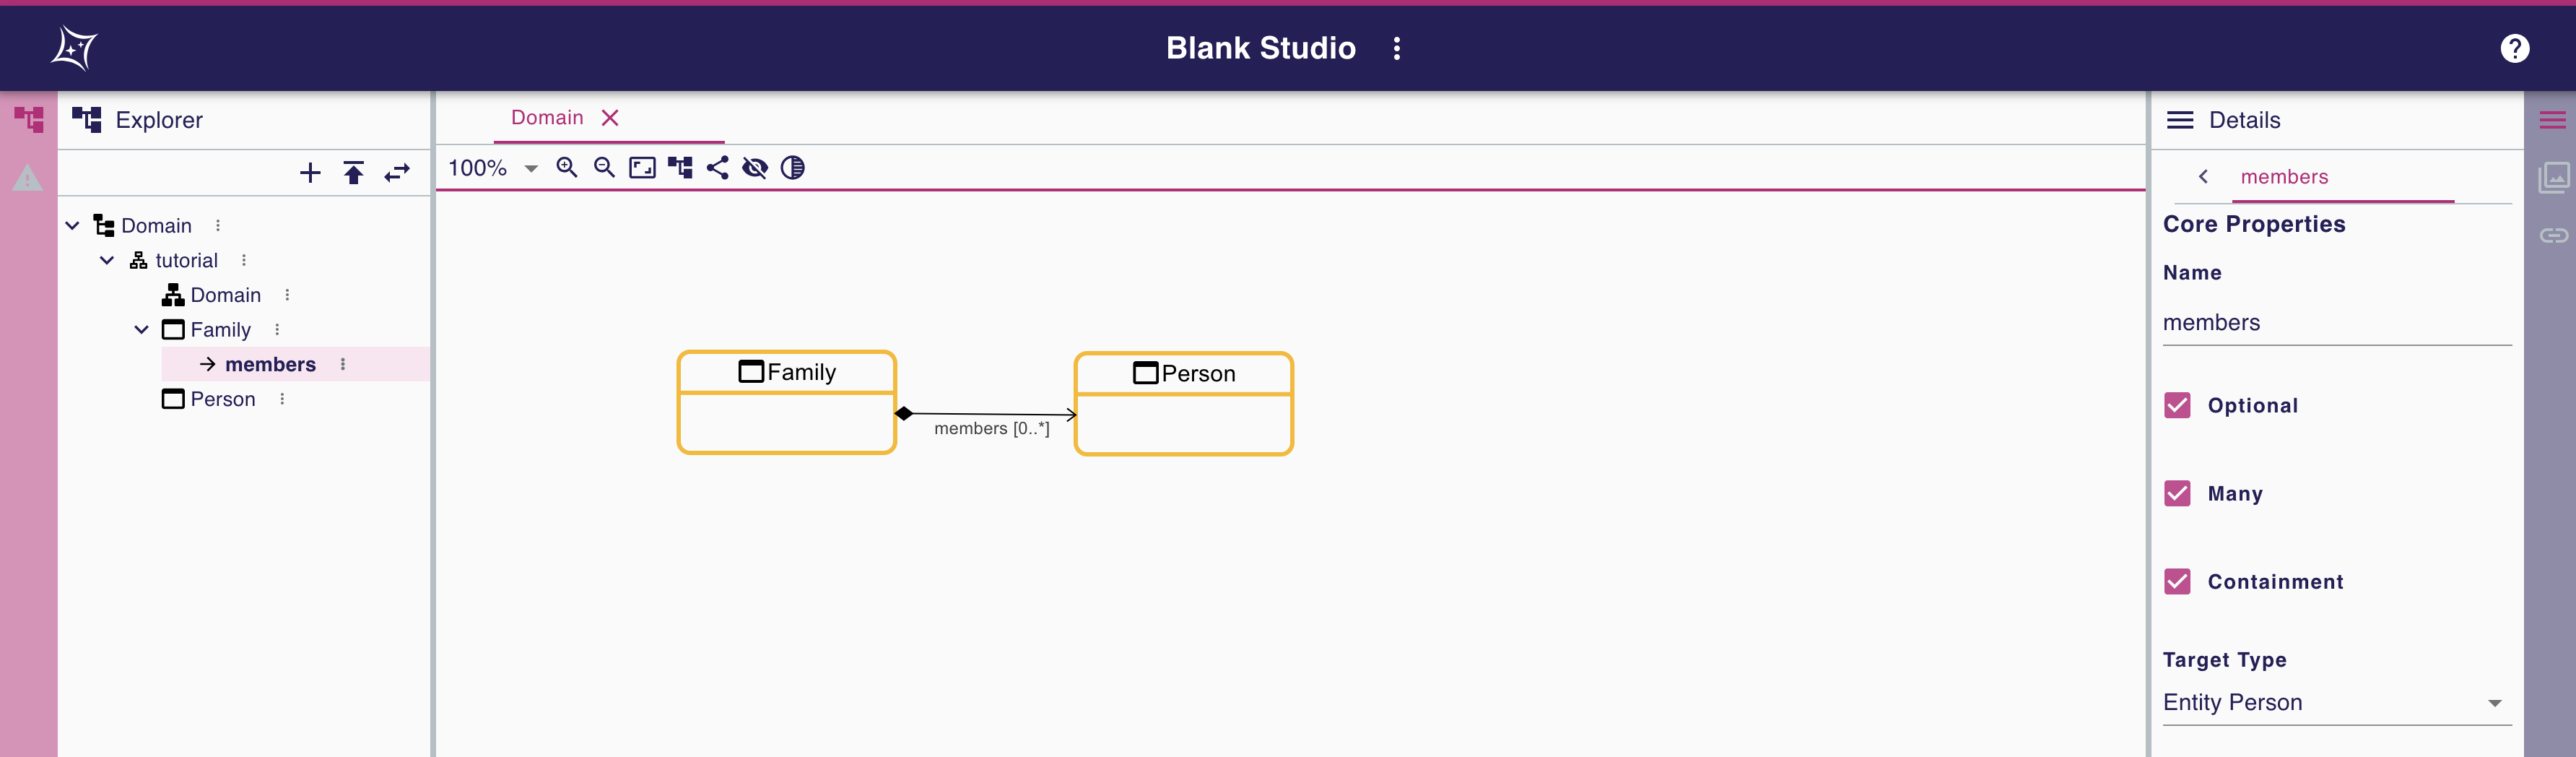 Blank Studio
Explorer
Domain
tutorial
Domain
Family
members
Person
Domain
100%
Family
Person
members [0..*]
Details
members
Core Properties
Name
members
Optional
Many
Containment
Target Type
Entity Person